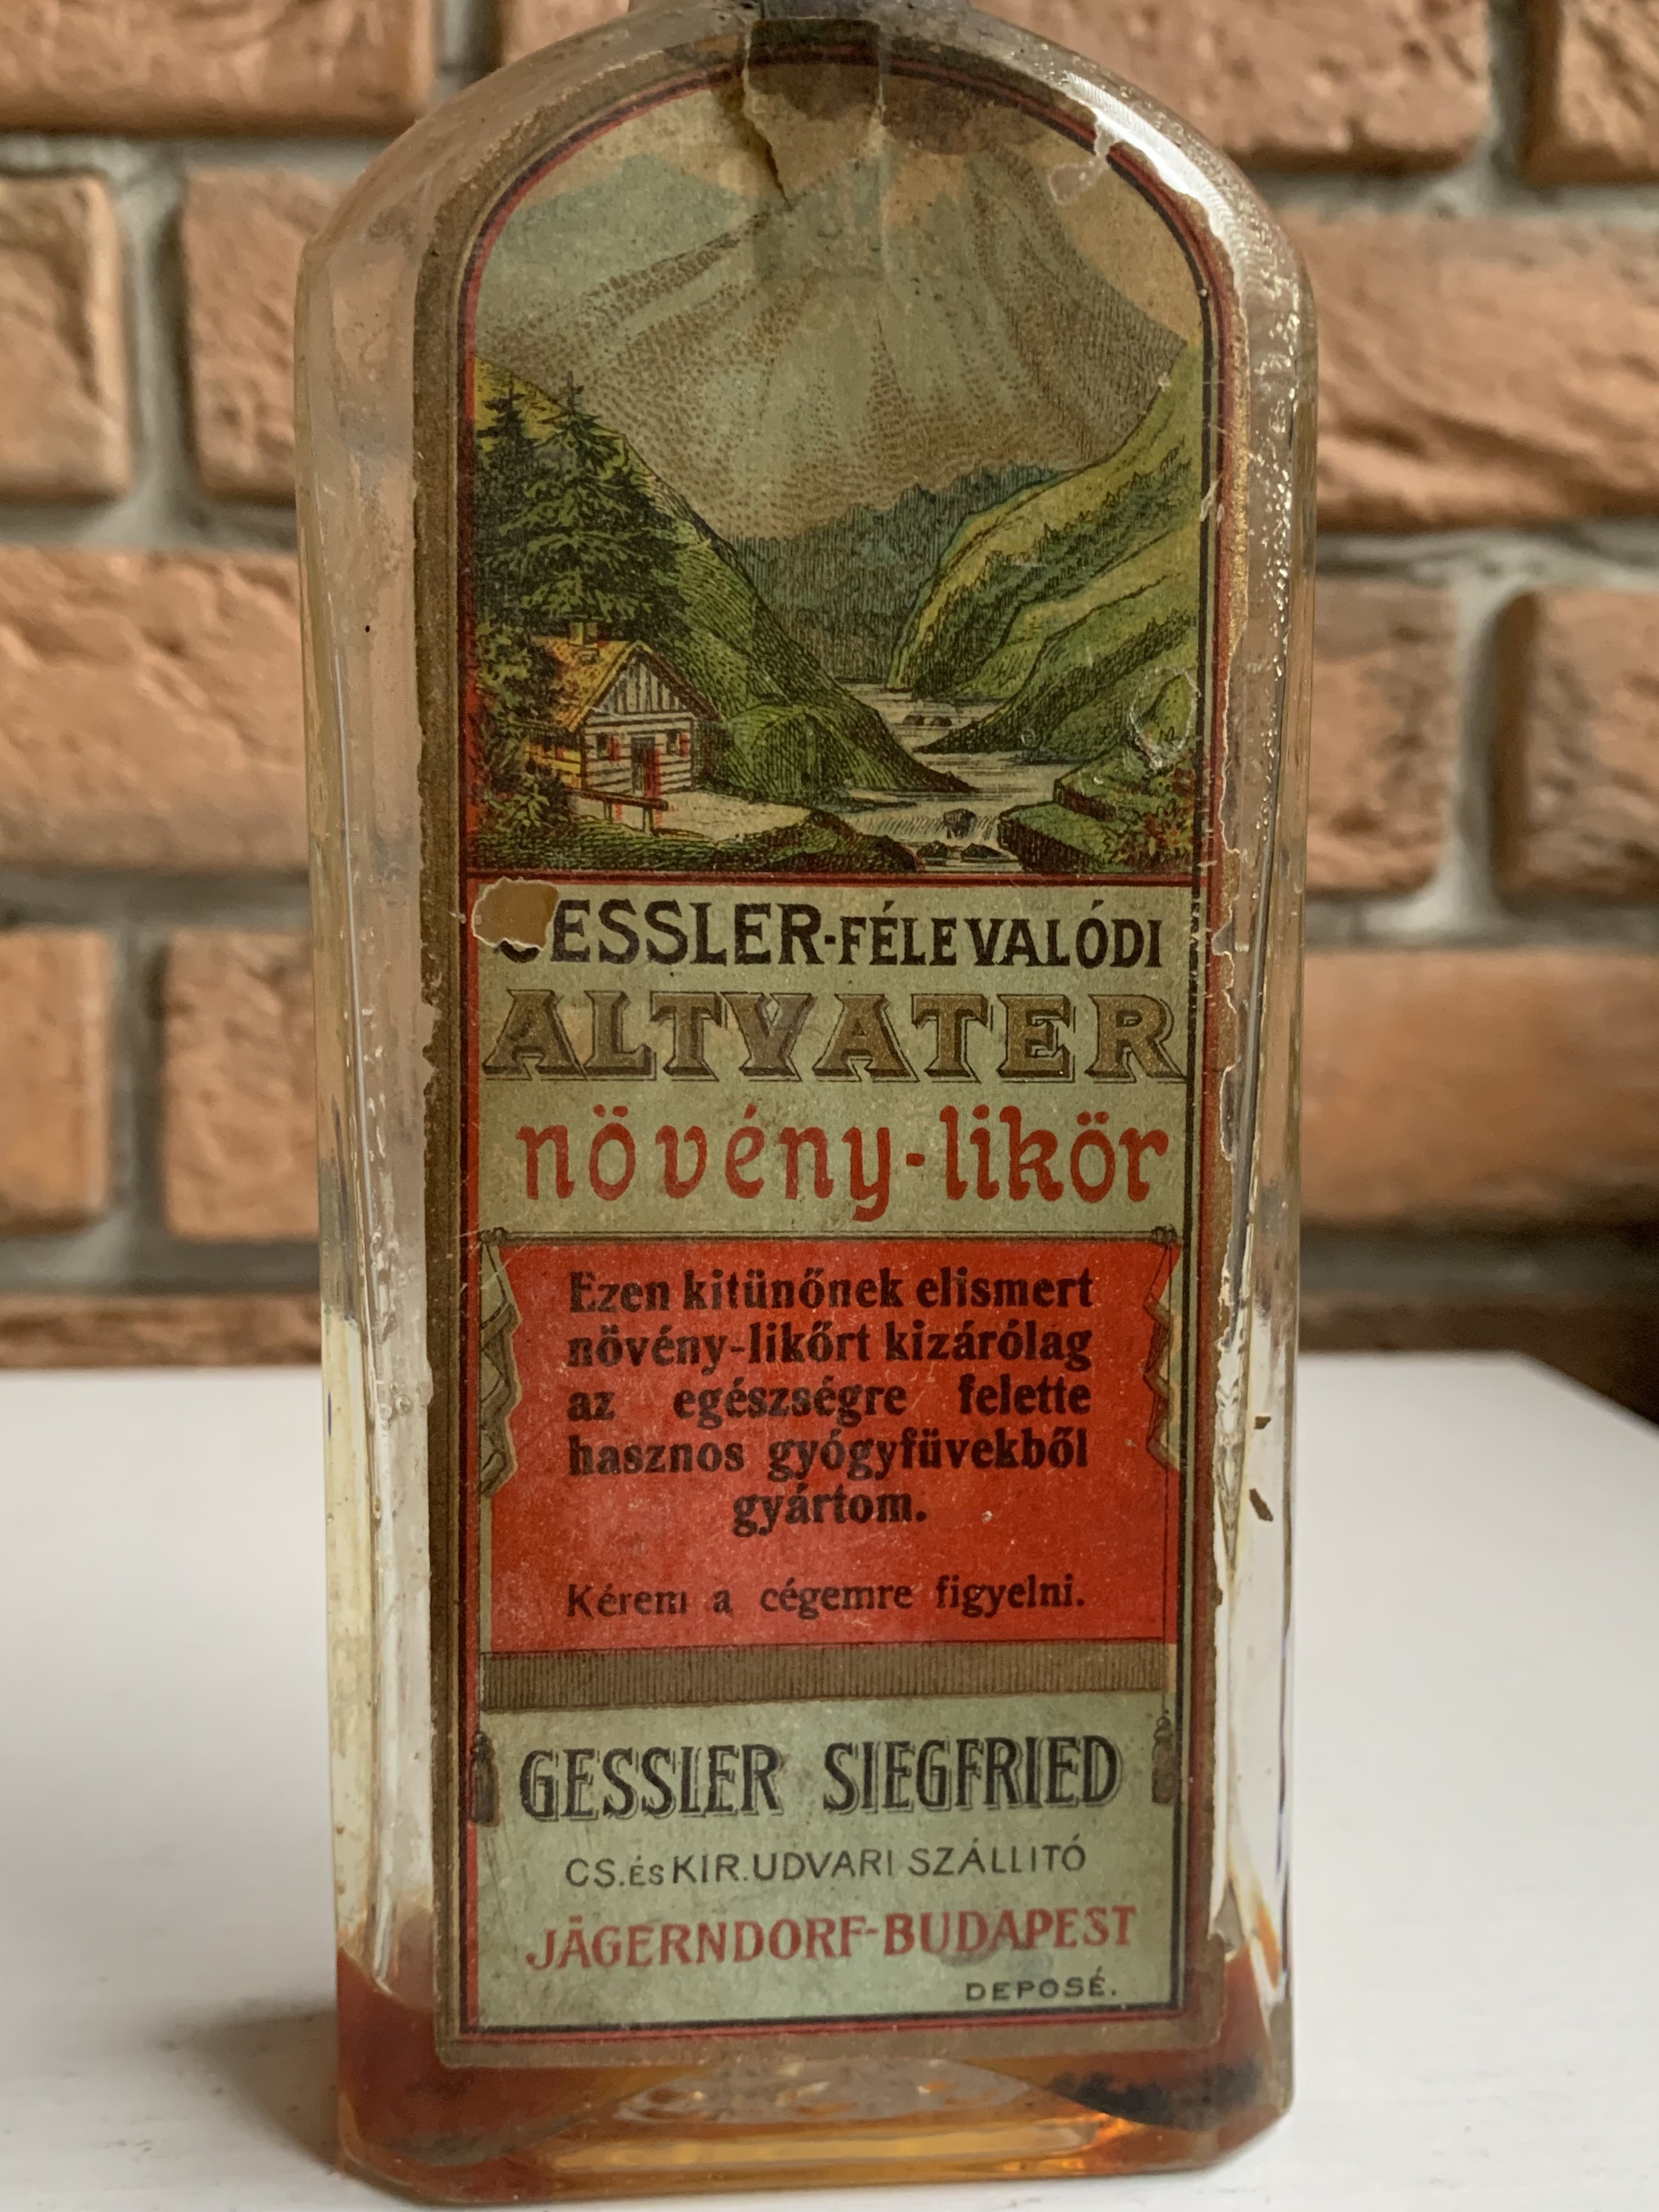 GESSLER-FÉLE VALÓDI
ALTVATER
növény-likör
Ezen kitünőnek elismert
növény-likőrt kizárólag
az egészségre felette
hasznos gyógyfüvekből
gyártom.
Kérem a cégemre figyelni.
GESSLER SIEGFRIED
CS. és KIR. UDVARI SZÁLLITÓ
JÄGERNDORF-BUDAPEST
DEPOSÉ.